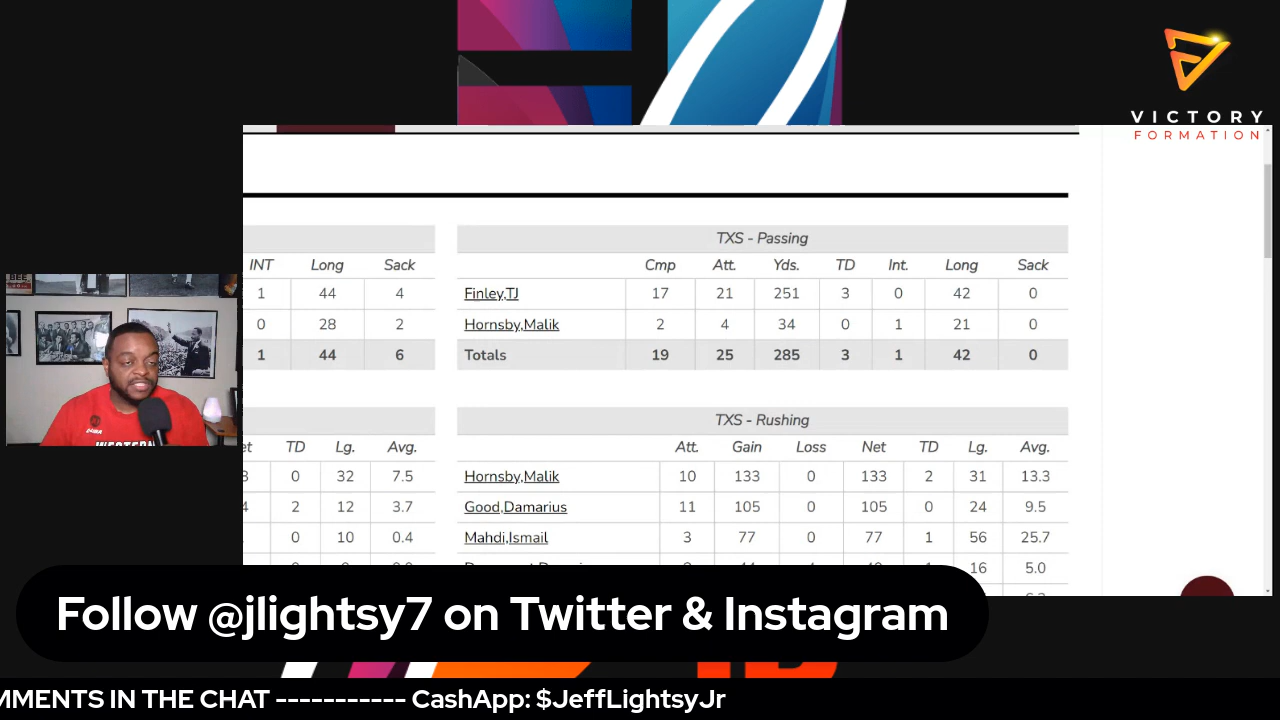 VICTORY
FORMATION
TXS - Passing
INT Long Sack Cmp Att. Yds. TD Int. Long Sack
1 44 4 Finley,TJ 17 21 251 3 0 42 0
0 28 2 Hornsby,Malik 2 4 34 0 1 21 0
1 44 6 Totals 19 25 285 3 1 42 0
TXS - Rushing
TD Lg. Avg. Att. Gain Loss Net TD Lg. Avg.
0 32 7.5 Hornsby,Malik 10 133 0 133 2 31 13.3
2 12 3.7 Good,Damarius 11 105 0 105 0 24 9.5
0 10 0.4 Mahdi,Ismail 3 77 0 77 1 56 25.7
16 5.0
WESTERN
Follow @jlightsy7 on Twitter & Instagram
MMENTS IN THE CHAT ----------- CashApp: $JeffLightsyJr